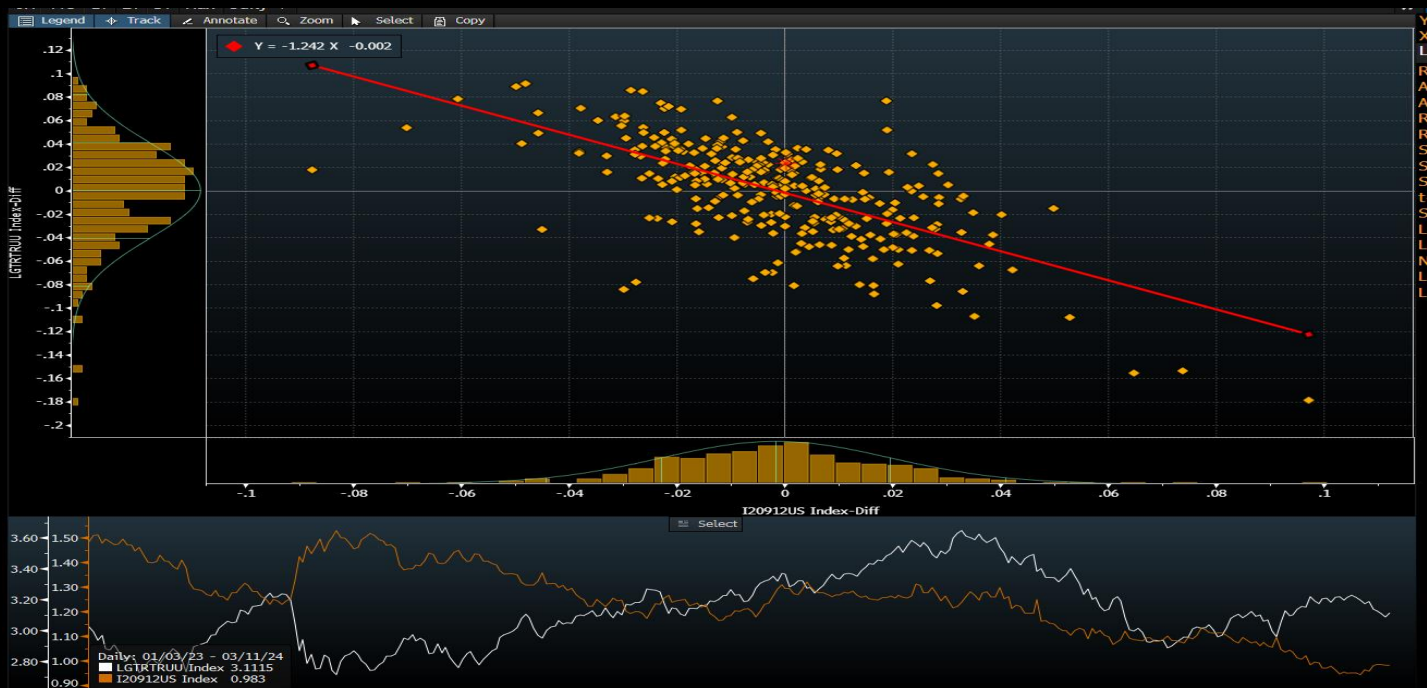 Legend Track Annotate Zoom Select Copy
Y = -1.242 X -0.002
.12
.1
.08
.06
.04
.02
0
-.02
-.04
-.06
-.08
-.1
-.12
-.14
-.16
-.18
-.2
LGTRTRUU Index-Diff
-.1 -.08 -.06 -.04 -.02 0 .02 .04 .06 .08 .1
I20912US Index-Diff
Select
3.60 1.50
1.40
3.40 1.30
3.20 1.20
3.00 1.10
2.80 1.00
0.90
Daily: 01/03/23 - 03/11/24
LGTRTRUU Index 3.1115
I20912US Index 0.983
Y
X
L
R
A
A
R
R
S
S
S
t
S
L
L
N
L
L